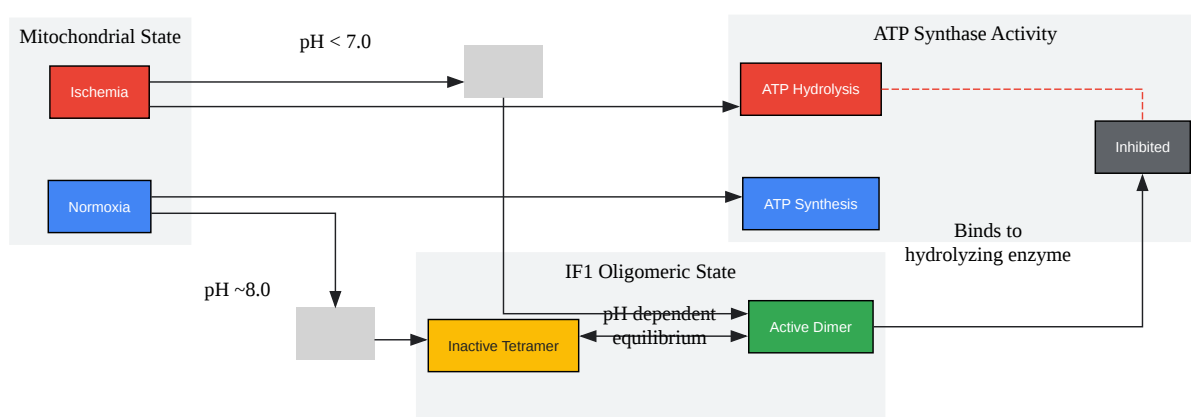 Mitochondrial State
pH < 7.0
ATP Synthase Activity
Ischemia
ATP Hydrolysis
Inhibited
Normoxia
ATP Synthesis
Binds to
hydrolyzing enzyme
IF1 Oligomeric State
pH ~8.0
pH dependent
equilibrium
Inactive Tetramer
Active Dimer